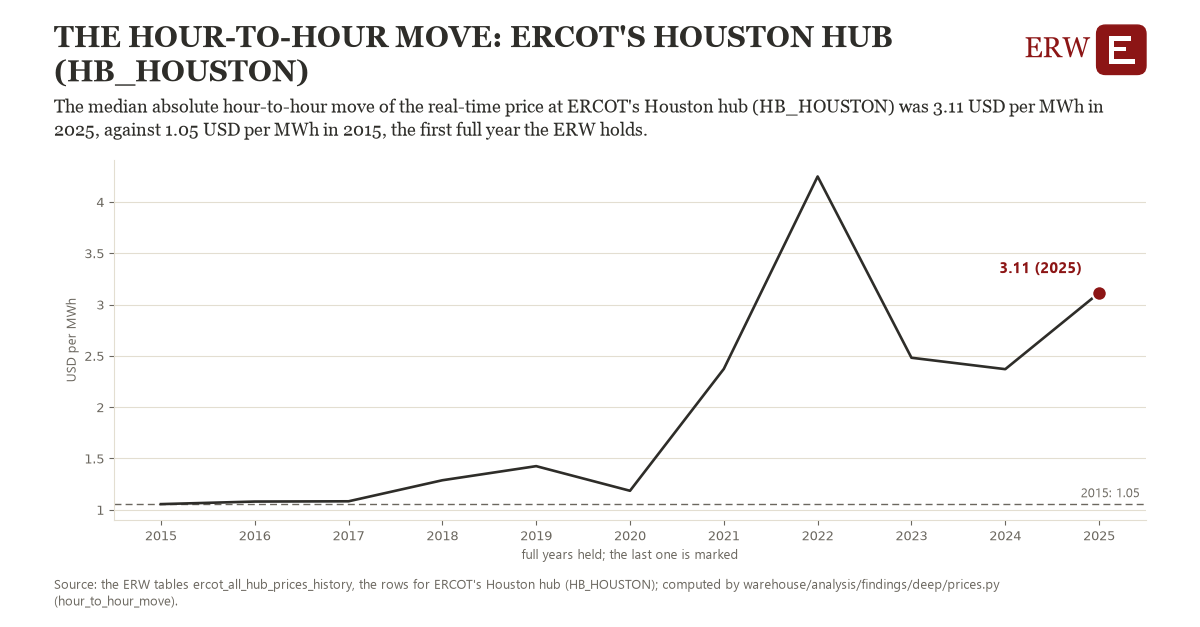 THE HOUR-TO-HOUR MOVE: ERCOT'S HOUSTON HUB
(HB_HOUSTON)
ERW E
The median absolute hour-to-hour move of the real-time price at ERCOT's Houston hub (HB_HOUSTON) was 3.11 USD per MWh in
2025, against 1.05 USD per MWh in 2015, the first full year the ERW holds.
USD per MWh
4
3.5
3
2.5
2
1.5
1
3.11 (2025)
2015: 1.05
2015 2016 2017 2018 2019 2020 2021 2022 2023 2024 2025
full years held; the last one is marked
Source: the ERW tables ercot_all_hub_prices_history, the rows for ERCOT's Houston hub (HB_HOUSTON); computed by warehouse/analysis/findings/deep/prices.py
(hour_to_hour_move).